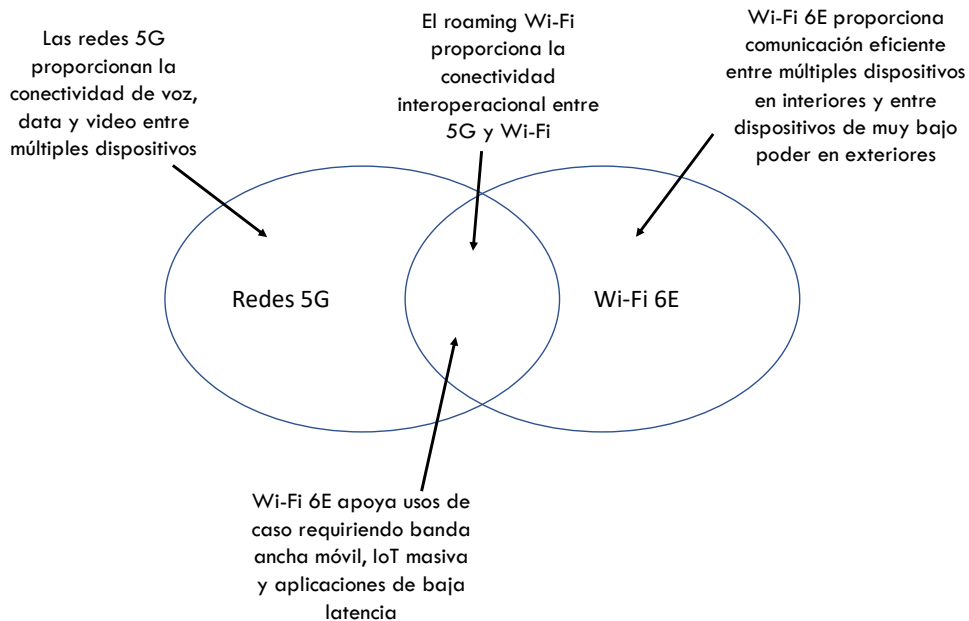 Las redes 5G
proporcionan la
conectividad de voz,
data y video entre
múltiples dispositivos
El roaming Wi-Fi
proporciona la
conectividad
interoperacional entre
5G y Wi-Fi
Wi-Fi 6E proporciona
comunicación eficiente
entre múltiples dispositivos
en interiores y entre
dispositivos de muy bajo
poder en exteriores
Redes 5G
Wi-Fi 6E
Wi-Fi 6E apoya usos de
caso requiriendo banda
ancha móvil, IoT masiva
y aplicaciones de baja
latencia